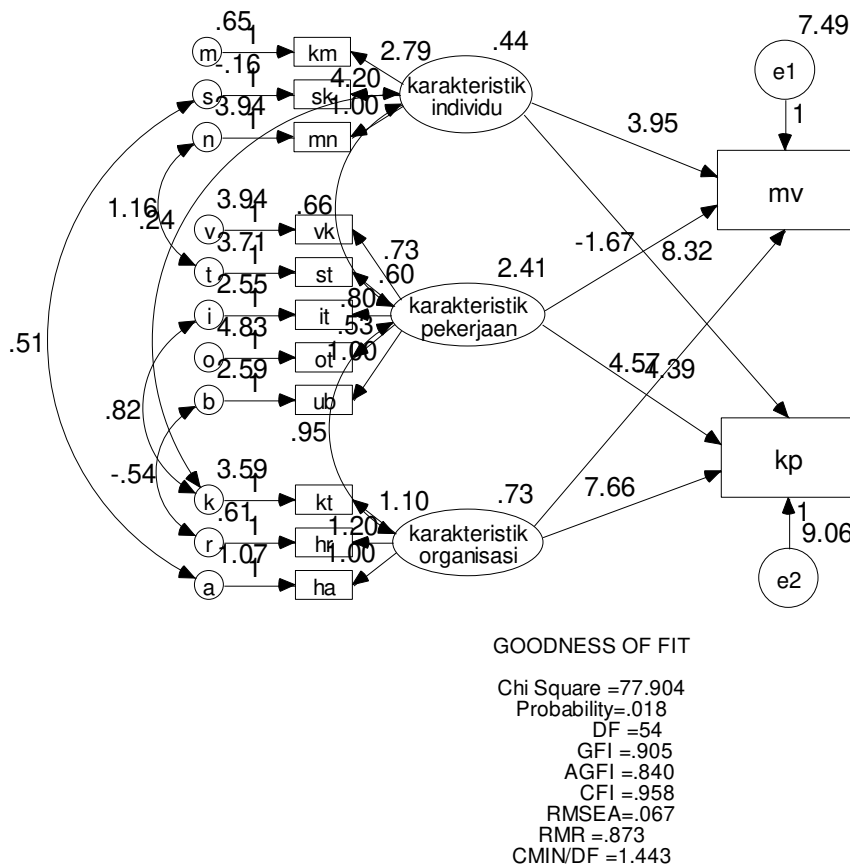 .65
1
m
km
2.79
.44
7.49
e1
-.16
1
s
sk
4.20
karakteristik
individu
3.94
1
n
mn
1.00
3.95
1
mv
1.16
.24
3.94
1
v
vk
.66
.73
-1.67
8.32
3.71
1
t
st
.60
2.41
2.55
1
i
it
.80
karakteristik
pekerjaan
.51
4.83
1
o
ot
.53
2.59
1
b
ub
1.00
4.57
4.39
.82
.95
-.54
3.59
1
k
kt
1.10
.73
7.66
kp
.61
1
r
hr
1.20
karakteristik
organisasi
1
9.06
1.07
1
a
ha
1.00
e2
GOODNESS OF FIT
Chi Square =77.904
Probability=.018
DF =54
GFI =.905
AGFI =.840
CFI =.958
RMSEA=.067
RMR =.873
CMIN/DF =1.443